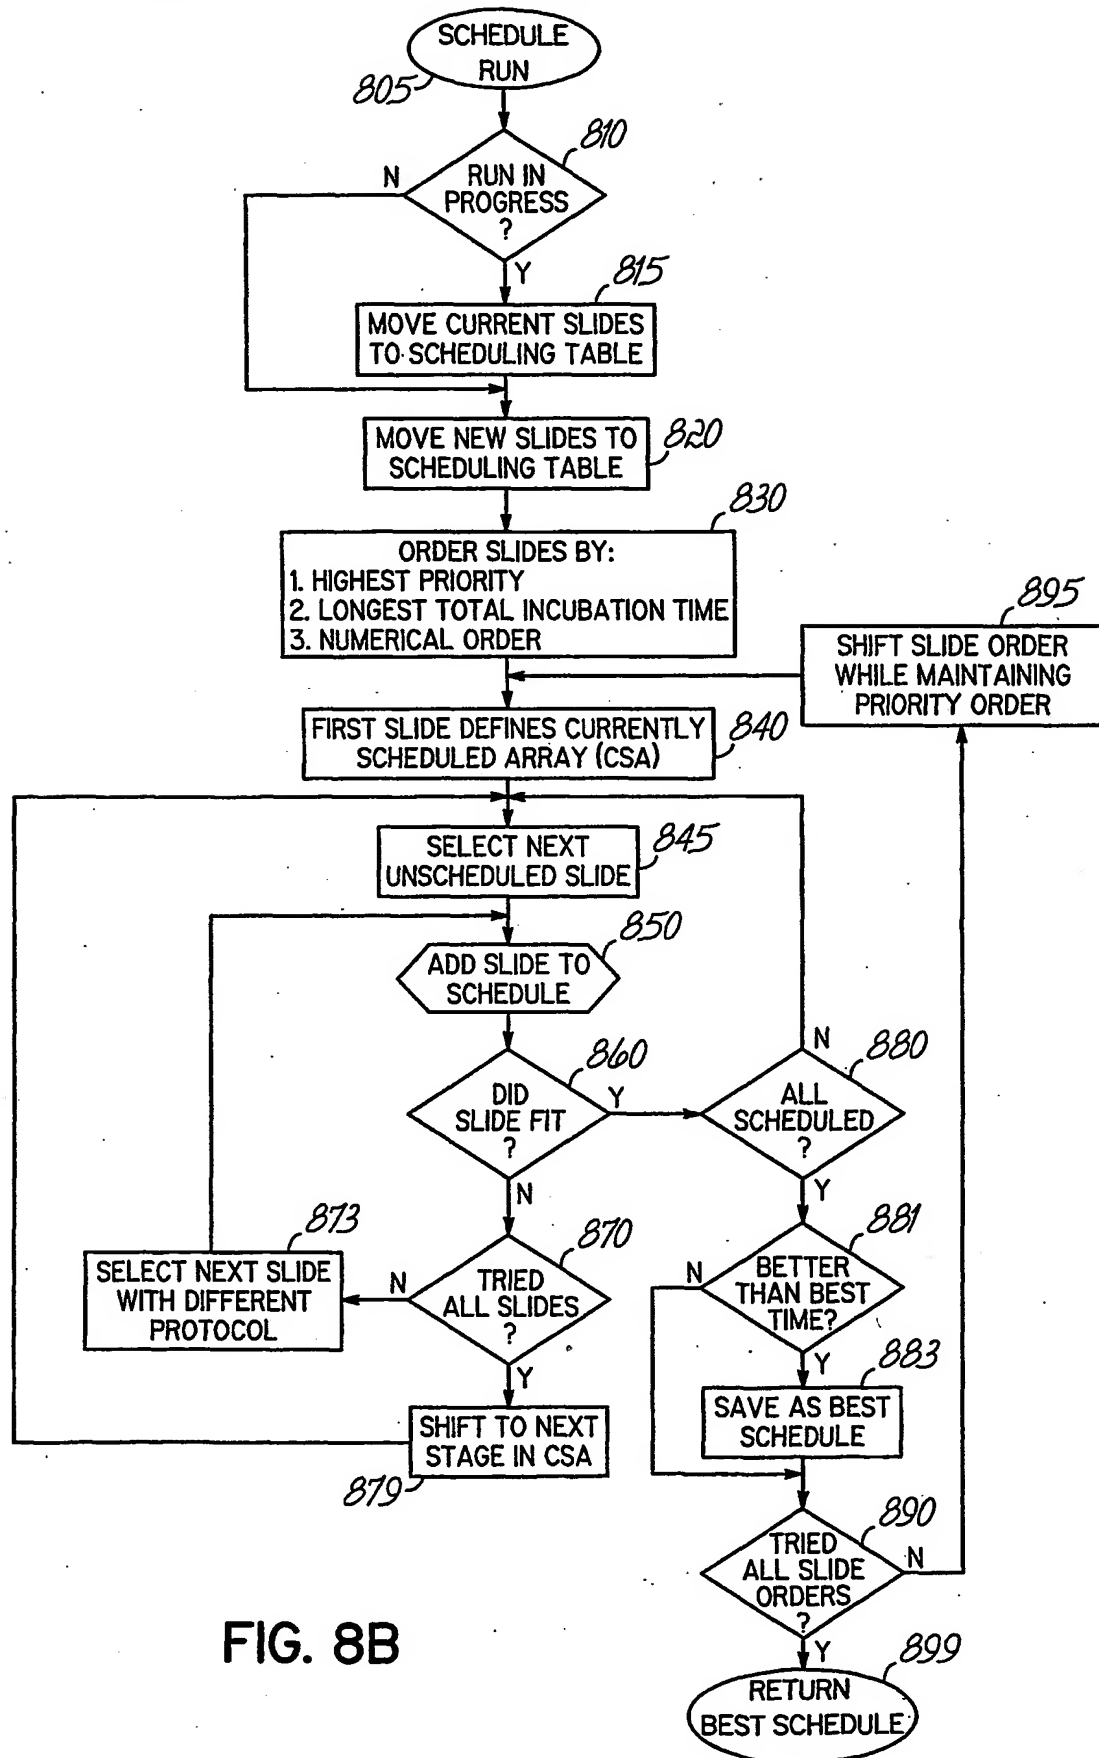 SCHEDULE
RUN
805
810
N
RUN IN
PROGRESS
?
Y
815
MOVE CURRENT SLIDES
TO SCHEDULING TABLE
MOVE NEW SLIDES TO
SCHEDULING TABLE
820
830
ORDER SLIDES BY:
1. HIGHEST PRIORITY
2. LONGEST TOTAL INCUBATION TIME
3. NUMERICAL ORDER
895
SHIFT SLIDE ORDER
WHILE MAINTAINING
PRIORITY ORDER
FIRST SLIDE DEFINES CURRENTLY
SCHEDULED ARRAY (CSA)
840
SELECT NEXT
UNSCHEDULED SLIDE
845
850
ADD SLIDE TO
SCHEDULE
860
DID
SLIDE FIT
?
Y
N
N
880
ALL
SCHEDULED
?
Y
873
SELECT NEXT SLIDE
WITH DIFFERENT
PROTOCOL
N
870
TRIED
ALL SLIDES
?
Y
881
N
BETTER
THAN BEST
TIME?
Y
883
SAVE AS BEST
SCHEDULE
SHIFT TO NEXT
STAGE IN CSA
879
890
TRIED
ALL SLIDE
ORDERS
?
N
Y
899
RETURN
BEST SCHEDULE
FIG. 8B